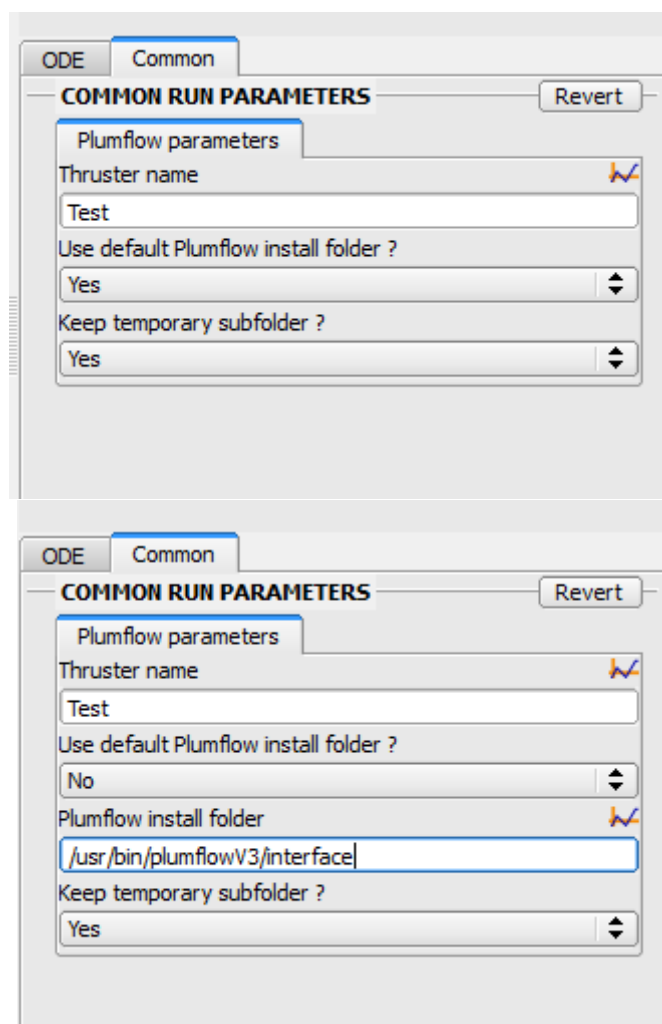 ODE Common
COMMON RUN PARAMETERS Revert
Plumflow parameters
Thruster name
Test
Use default Plumflow install folder ?
Yes
Keep temporary subfolder ?
Yes
ODE Common
COMMON RUN PARAMETERS Revert
Plumflow parameters
Thruster name
Test
Use default Plumflow install folder ?
No
Plumflow install folder
/usr/bin/plumflowV3/interface
Keep temporary subfolder ?
Yes